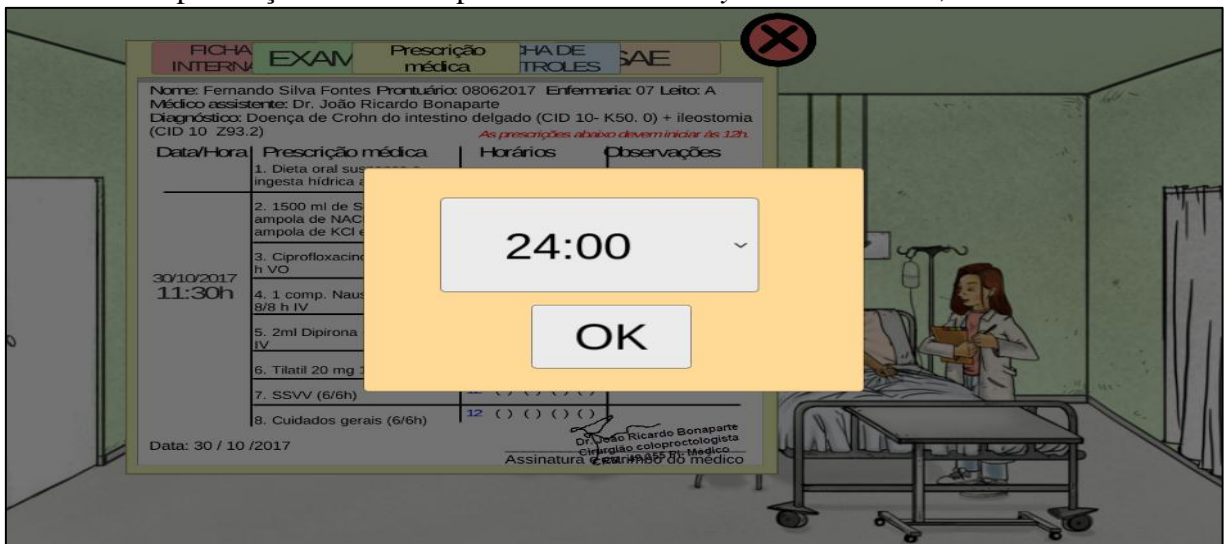 FICHA EXAM Prescrição HA DE SAE
INTERN médica TROLES
Nome: Fernando Silva Fontes Prontuário: 08062017 Enfermaria: 07 Leito: A
Médico assistente: Dr. João Ricardo Bonaparte
Diagnóstico: Doença de Crohn do intestino delgado (CID 10- K50. 0) + ileostomia
(CID 10 Z93.2)
As prescrições abaixo devem iniciar às 12h.
Data/Hora Prescrição médica Horários Observações
1. Dieta oral
ingesta hídrica
2. 1500 ml de S
ampola de NAC
ampola de KCl e
3. Ciprofloxacino
h VO
30/10/2017
11:30h
4. 1 comp. Naus
8/8 h IV
5. 2ml Dipirona
IV
6. Tilatil 20 mg
7. SSVV (6/6h)
8. Cuidados gerais (6/6h) 12 ( ) ( ) ( ) ( )
24:00
OK
Data: 30 / 10 /2017
Dr. João Ricardo Bonaparte
Cirurgião coloproctologista
Assinatura e carimbo do médico